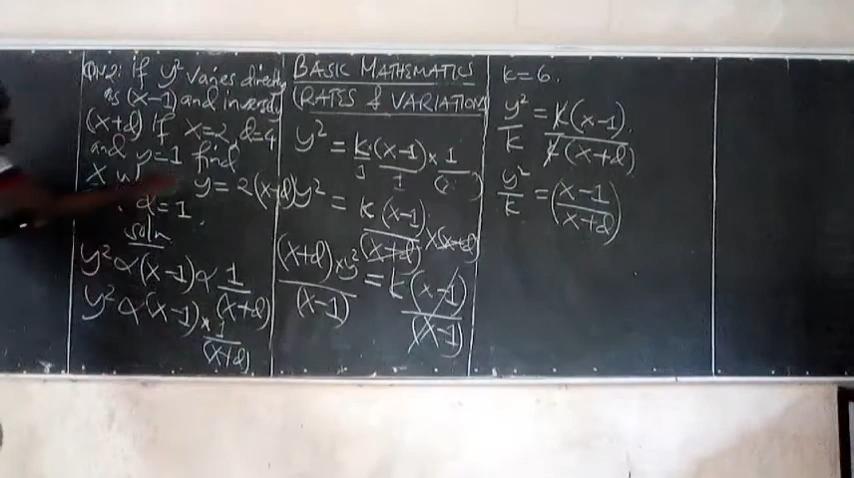 QN2: if y² varies directly
as (x-1) and inversely
(x+d) if x=2, d=4
and y=1 find
x
y = 2
d=1
soln
y² ∝ (x-1) ∝ 1/(x+d)
y² ∝ (x-1) × 1/(x+d)
BASIC MATHEMATICS
(RATES & VARIATION
y² = k/1 · (x-1)/1 × 1/
y² = k (x-1)/(x+d) × (x+d)
(x+d) × y²/(x-1) = k (x-1)/(x-1)
k=6.
y²/k = k(x-1)/k(x+d)
y²/k = (x-1/x+d)